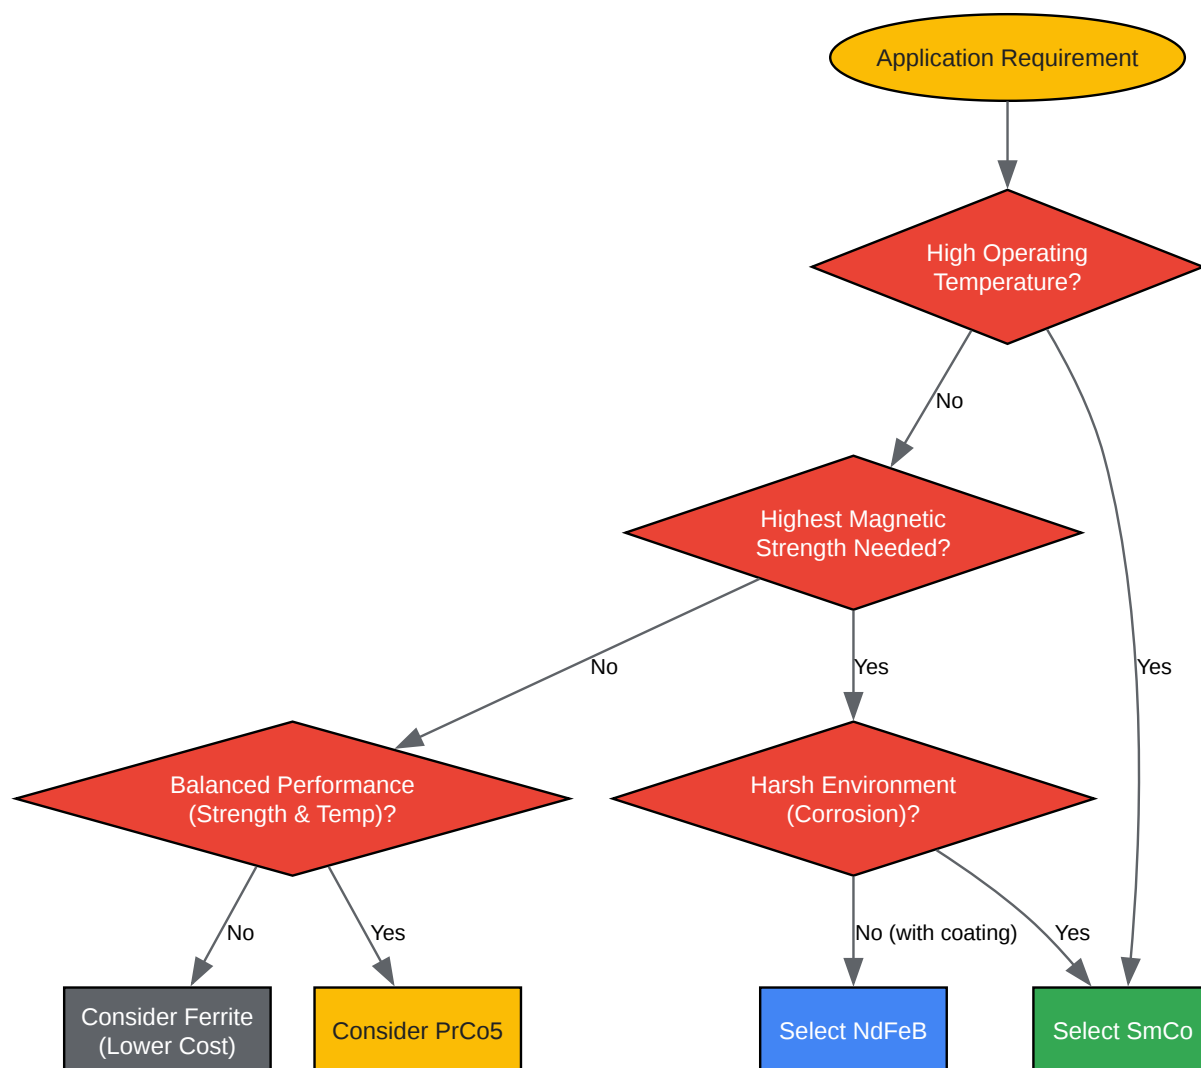 Application Requirement
High Operating
Temperature?
No
Highest Magnetic
Strength Needed?
No
Yes
Yes
Balanced Performance
(Strength & Temp)?
Harsh Environment
(Corrosion)?
No
Yes
No (with coating)
Yes
Consider Ferrite
(Lower Cost)
Consider PrCo5
Select NdFeB
Select SmCo